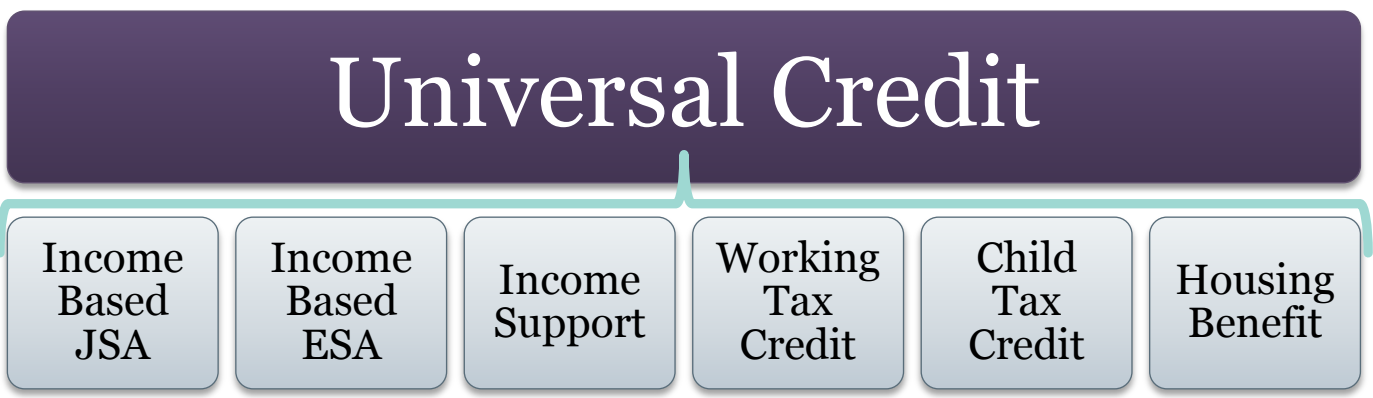 Universal Credit
Income
Based
JSA
Income
Based
ESA
Income
Support
Working
Tax
Credit
Child
Tax
Credit
Housing
Benefit